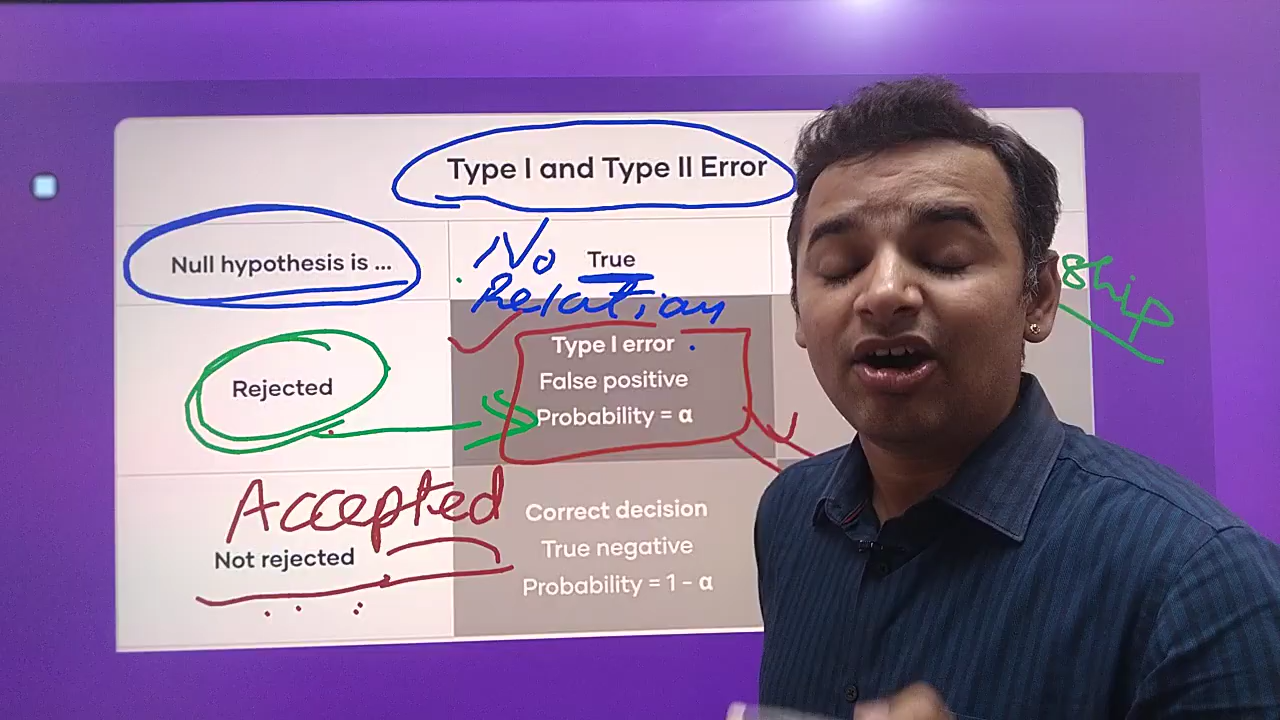 Type I and Type II Error
Null hypothesis is ...
No
True
Relation
ship
Rejected
Type I error
False positive
Probability = α
Accepted
Not rejected
Correct decision
True negative
Probability = 1 - α